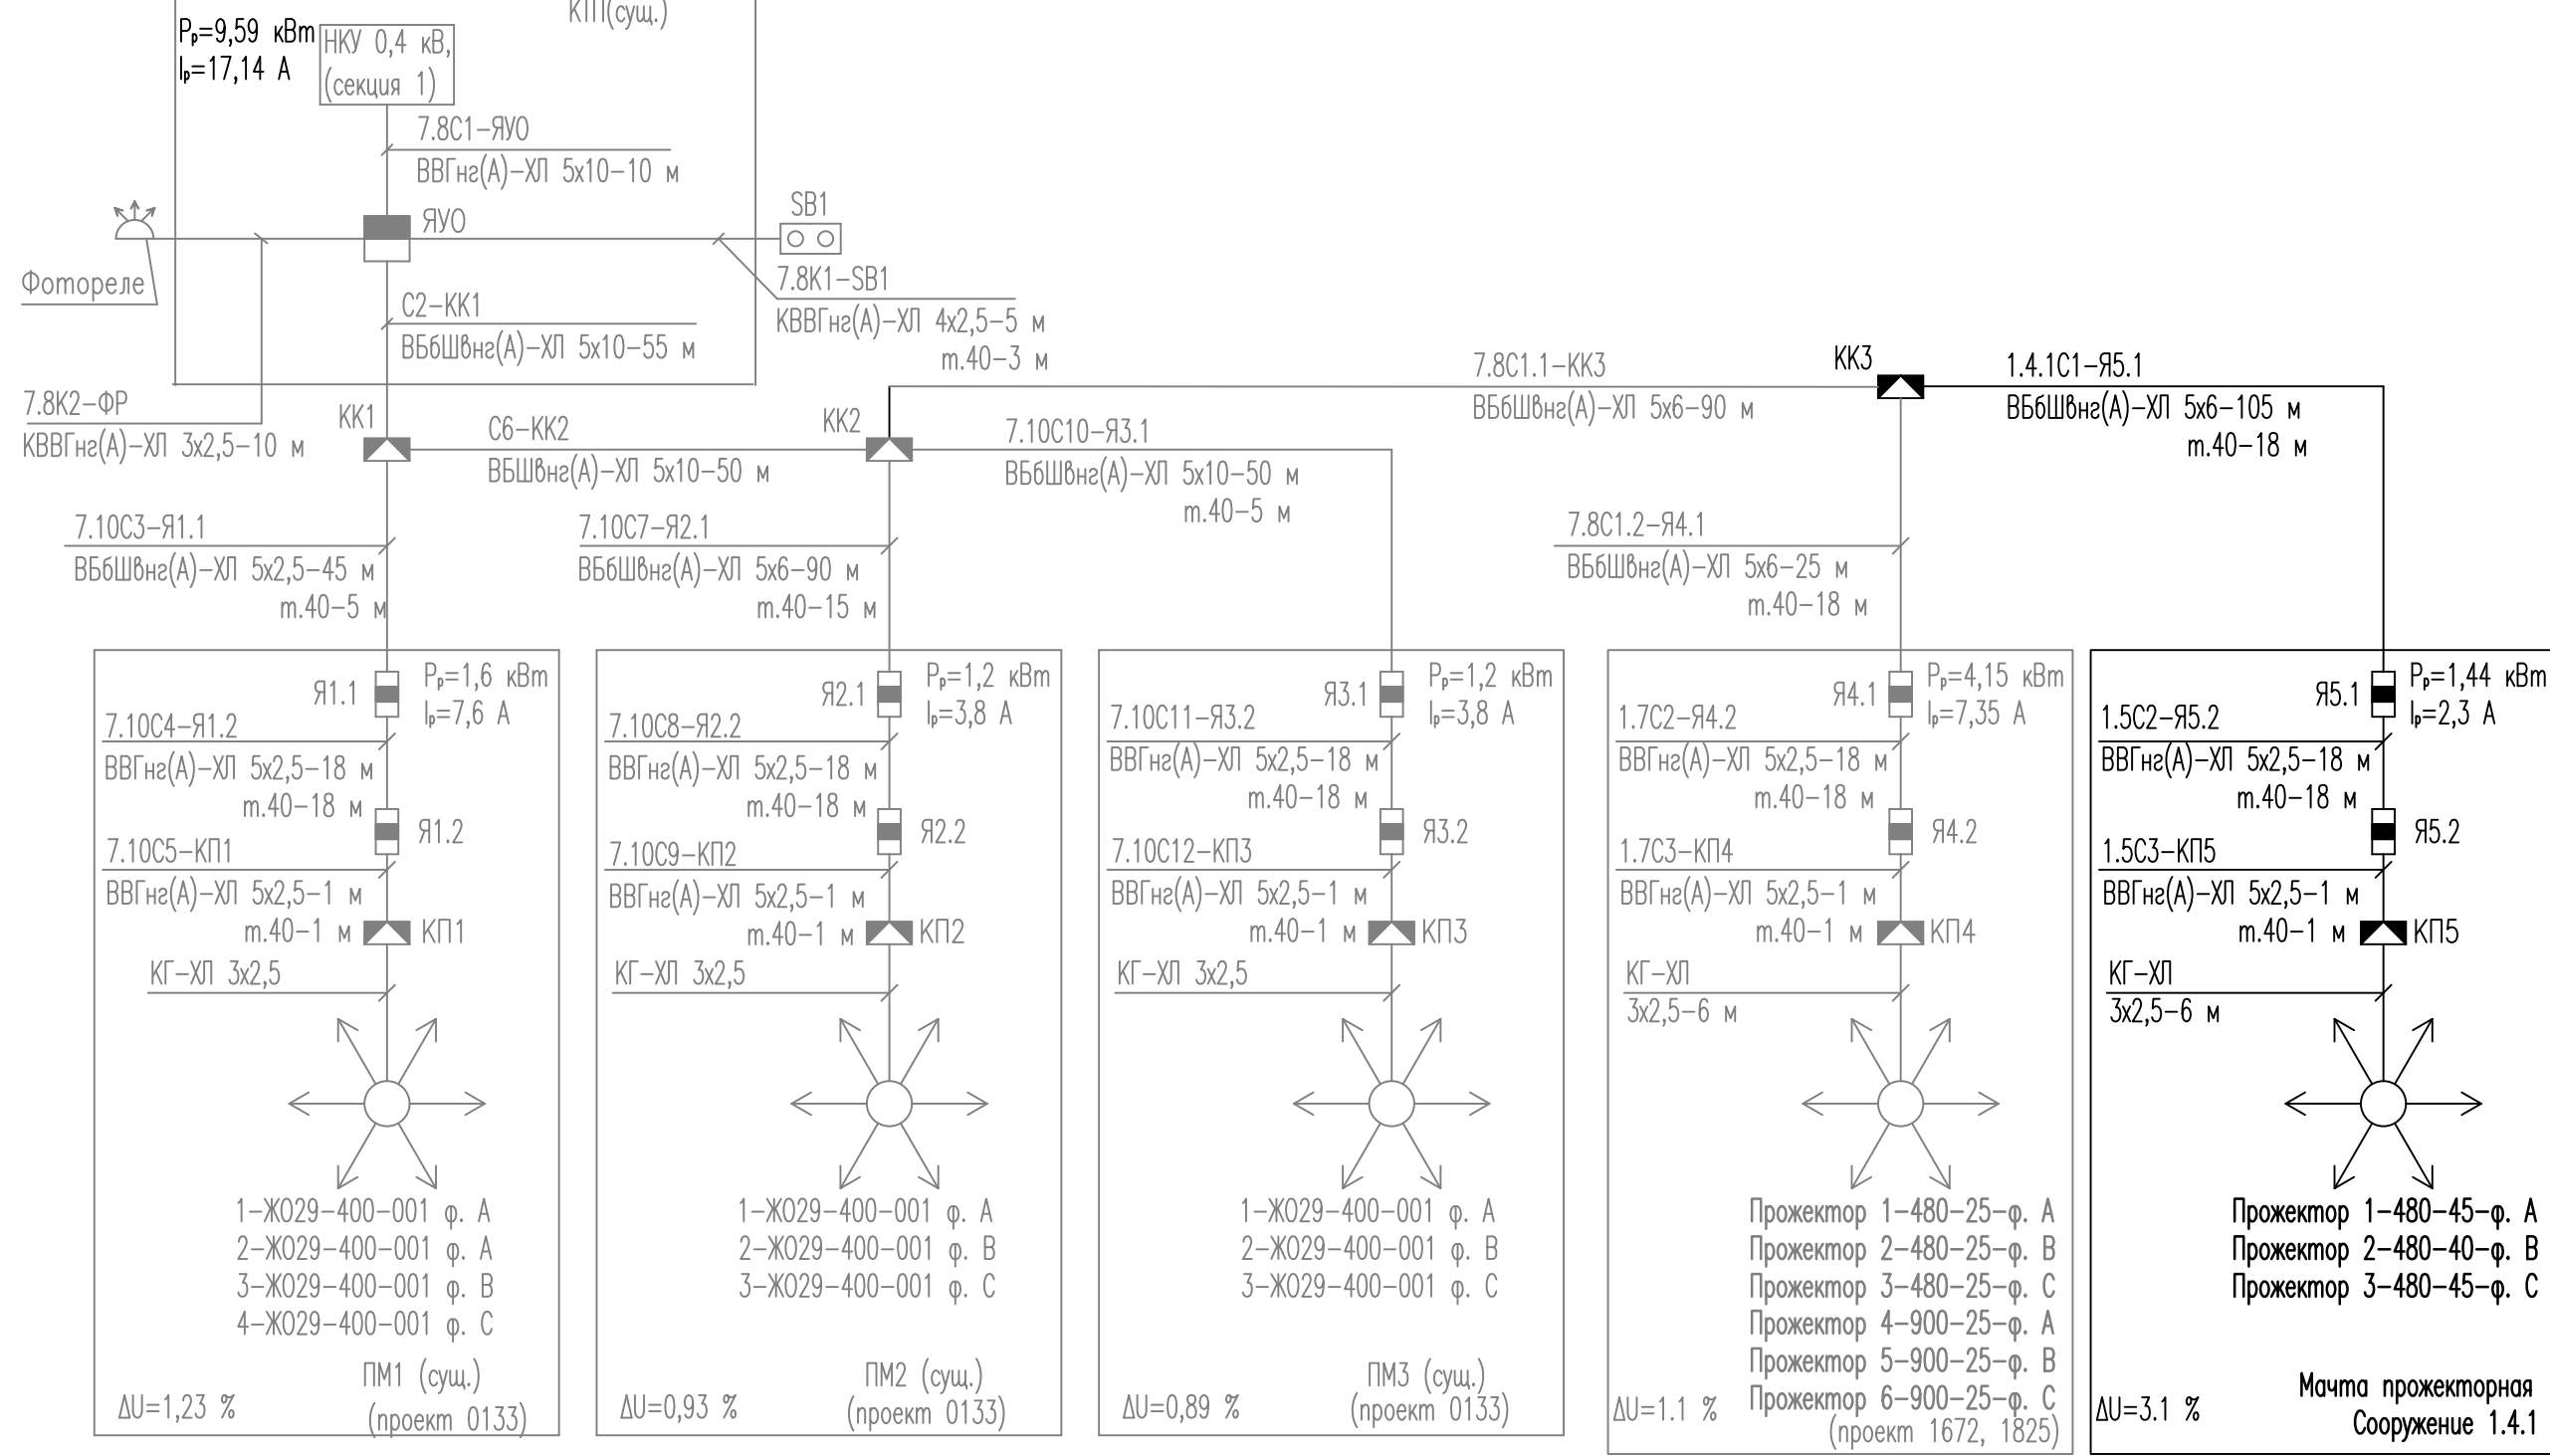 КТП(сущ.)
Рр=9,59 кВт
Iр=17,14 А
НКУ 0,4 кВ,
(секция 1)
7.8С1-ЯУО
ВВГнг(А)-ХЛ 5х10-10 м
ЯУО
SB1
Фотореле
7.8К1-SB1
КВВГнг(А)-ХЛ 4х2,5-5 м
т.40-3 м
С2-КК1
ВБбШвнг(А)-ХЛ 5х10-55 м
7.8К2-ФР
КВВГнг(А)-ХЛ 3х2,5-10 м
КК1
С6-КК2
ВБШвнг(А)-ХЛ 5х10-50 м
КК2
7.10С10-Я3.1
ВБбШвнг(А)-ХЛ 5х10-50 м
т.40-5 м
7.8С1.1-КК3
ВБбШвнг(А)-ХЛ 5х6-90 м
КК3
1.4.1С1-Я5.1
ВБбШвнг(А)-ХЛ 5х6-105 м
т.40-18 м
7.10С3-Я1.1
ВБбШвнг(А)-ХЛ 5х2,5-45 м
т.40-5 м
7.10С7-Я2.1
ВБбШвнг(А)-ХЛ 5х6-90 м
т.40-15 м
7.8С1.2-Я4.1
ВБбШвнг(А)-ХЛ 5х6-25 м
т.40-18 м
Я1.1
Рр=1,6 кВт
Iр=7,6 А
7.10С4-Я1.2
ВВГнг(А)-ХЛ 5х2,5-18 м
т.40-18 м
Я1.2
7.10С5-КП1
ВВГнг(А)-ХЛ 5х2,5-1 м
т.40-1 м
КП1
КГ-ХЛ 3х2,5
1-ЖО29-400-001 ф. А
2-ЖО29-400-001 ф. А
3-ЖО29-400-001 ф. В
4-ЖО29-400-001 ф. С
ПМ1 (сущ.)
(проект 0133)
ΔU=1,23 %
Я2.1
Рр=1,2 кВт
Iр=3,8 А
7.10С8-Я2.2
ВВГнг(А)-ХЛ 5х2,5-18 м
т.40-18 м
Я2.2
7.10С9-КП2
ВВГнг(А)-ХЛ 5х2,5-1 м
т.40-1 м
КП2
КГ-ХЛ 3х2,5
1-ЖО29-400-001 ф. А
2-ЖО29-400-001 ф. В
3-ЖО29-400-001 ф. С
ПМ2 (сущ.)
(проект 0133)
ΔU=0,93 %
Я3.1
Рр=1,2 кВт
Iр=3,8 А
7.10С11-Я3.2
ВВГнг(А)-ХЛ 5х2,5-18 м
т.40-18 м
Я3.2
7.10С12-КП3
ВВГнг(А)-ХЛ 5х2,5-1 м
т.40-1 м
КП3
КГ-ХЛ 3х2,5
1-ЖО29-400-001 ф. А
2-ЖО29-400-001 ф. В
3-ЖО29-400-001 ф. С
ПМ3 (сущ.)
(проект 0133)
ΔU=0,89 %
Я4.1
Рр=4,15 кВт
Iр=7,35 А
1.7С2-Я4.2
ВВГнг(А)-ХЛ 5х2,5-18 м
т.40-18 м
Я4.2
1.7С3-КП4
ВВГнг(А)-ХЛ 5х2,5-1 м
т.40-1 м
КП4
КГ-ХЛ
3х2,5-6 м
Прожектор 1-480-25-ф. А
Прожектор 2-480-25-ф. В
Прожектор 3-480-25-ф. С
Прожектор 4-900-25-ф. А
Прожектор 5-900-25-ф. В
Прожектор 6-900-25-ф. С
(проект 1672, 1825)
ΔU=1.1 %
Я5.1
Рр=1,44 кВт
Iр=2,3 А
1.5С2-Я5.2
ВВГнг(А)-ХЛ 5х2,5-18 м
т.40-18 м
Я5.2
1.5С3-КП5
ВВГнг(А)-ХЛ 5х2,5-1 м
т.40-1 м
КП5
КГ-ХЛ
3х2,5-6 м
Прожектор 1-480-45-ф. А
Прожектор 2-480-40-ф. В
Прожектор 3-480-45-ф. С
Мачта прожекторная
Сооружение 1.4.1
ΔU=3.1 %